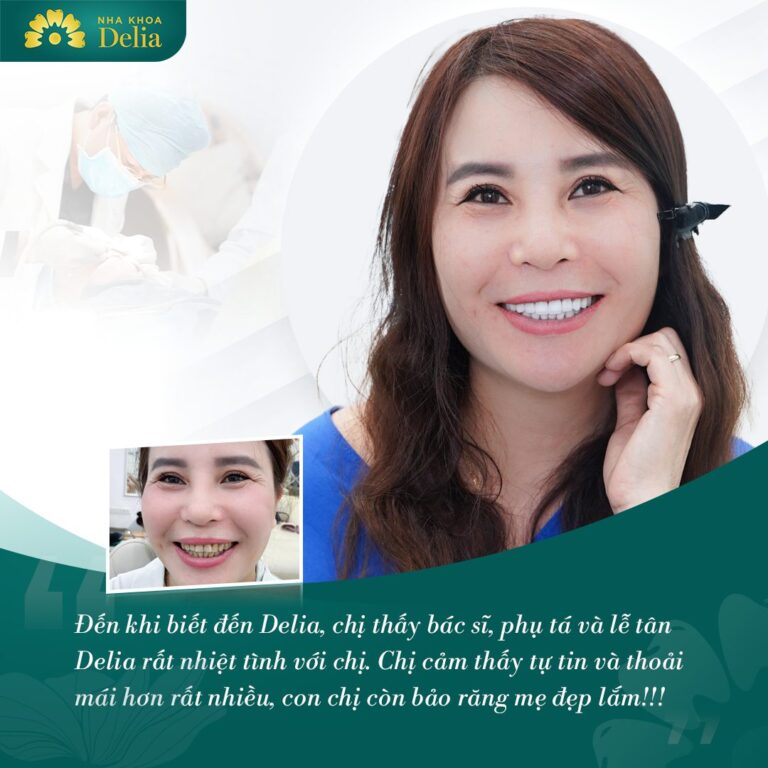 NHA KHOA
Delia
Đến khi biết đến Delia, chị thấy bác sĩ, phụ tá và lễ tân
Delia rất nhiệt tình với chị. Chị cảm thấy tự tin và thoải
mái hơn rất nhiều, con chị còn bảo răng mẹ đẹp lắm!!!